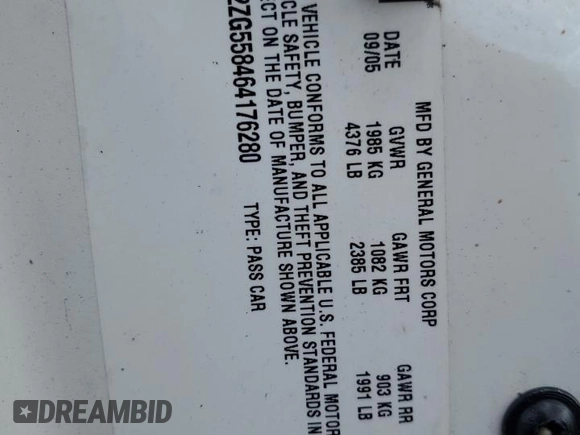 MFD BY GENERAL MOTORS CORP
DATE GVWR GAWR FRT GAWR RR
09/05 1985 KG 1082 KG 903 KG
4376 LB 2385 LB 1991 LB
VEHICLE CONFORMS TO ALL APPLICABLE U.S. FEDERAL MOTOR
CLE SAFETY, BUMPER, AND THEFT PREVENTION STANDARDS IN
ECT ON THE DATE OF MANUFACTURE SHOWN ABOVE.
2ZG558464176280 TYPE: PASS CAR
DREAMBID